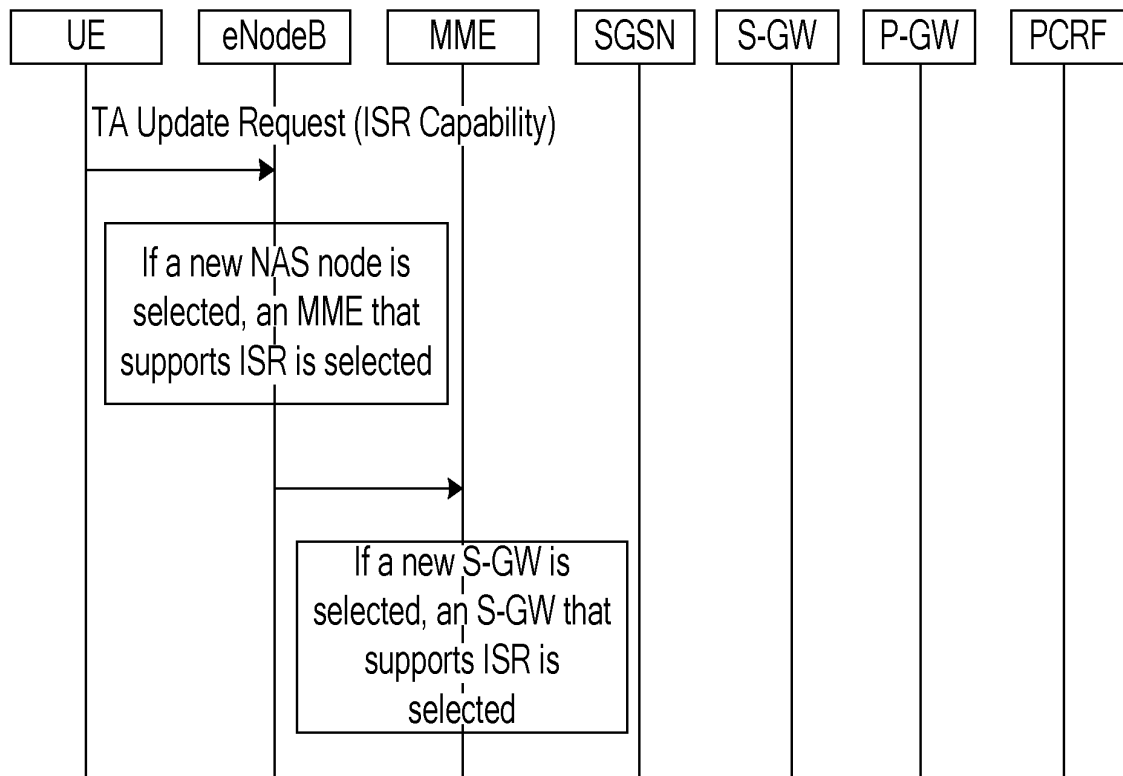 UE eNodeB MME SGSN S-GW P-GW PCRF
TA Update Request (ISR Capability)
If a new NAS node is
selected, an MME that
supports ISR is selected
If a new S-GW is
selected, an S-GW that
supports ISR is
selected